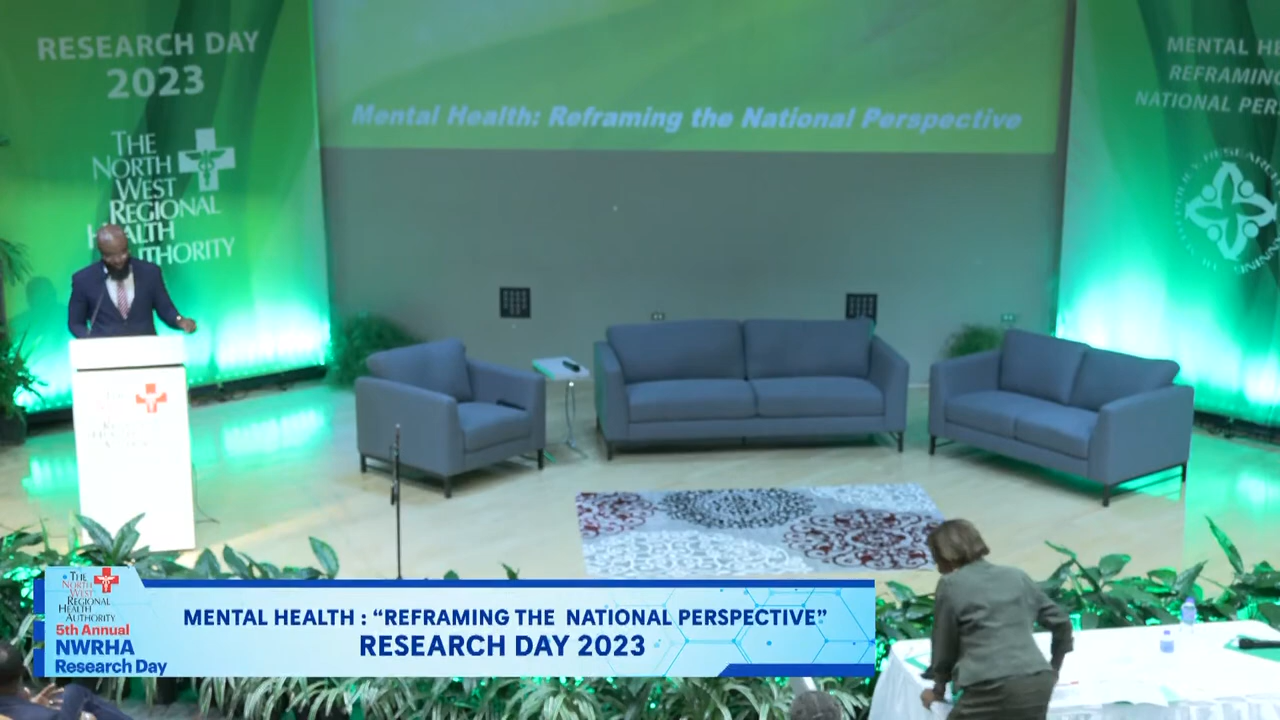 RESEARCH DAY
2023
THE
NORTH
WEST
REGIONAL
HEALTH
AUTHORITY
Mental Health: Reframing the National Perspective
MENTAL HE
REFRAMING
NATIONAL PER
THE
NORTH
WEST
REGIONAL
HEALTH
AUTHORITY
5th Annual
NWRHA
Research Day
MENTAL HEALTH : “REFRAMING THE NATIONAL PERSPECTIVE”
RESEARCH DAY 2023